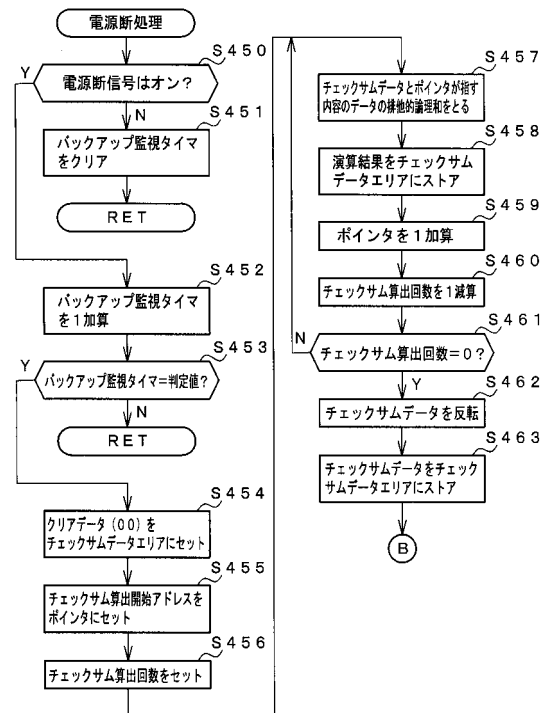 電源断処理
S450
電源断信号はオン？
Y
N
S451
バックアップ監視タイマ
をクリア
RET
S452
バックアップ監視タイマ
を1加算
S453
バックアップ監視タイマ＝判定値？
Y
N
RET
S454
クリアデータ（00）を
チェックサムデータエリアにセット
S455
チェックサム算出開始アドレスを
ポインタにセット
S456
チェックサム算出回数をセット
S457
チェックサムデータとポインタが指す
内容のデータの排他的論理和をとる
S458
演算結果をチェックサム
データエリアにストア
S459
ポインタを1加算
S460
チェックサム算出回数を1減算
S461
チェックサム算出回数＝0？
N
Y
S462
チェックサムデータを反転
S463
チェックサムデータをチェック
サムデータエリアにストア
B